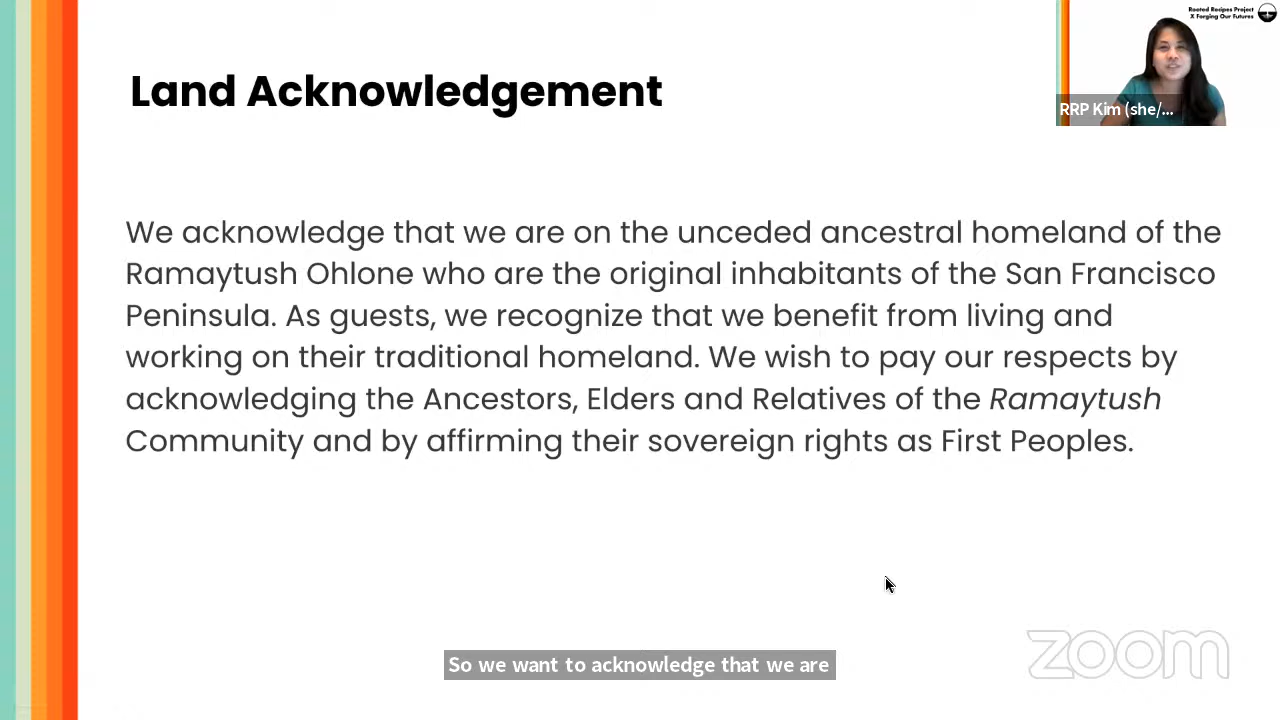 Rooted Recipes Project
X Forging Our Futures
Land Acknowledgement
RRP Kim (she/...
We acknowledge that we are on the unceded ancestral homeland of the
Ramaytush Ohlone who are the original inhabitants of the San Francisco
Peninsula. As guests, we recognize that we benefit from living and
working on their traditional homeland. We wish to pay our respects by
acknowledging the Ancestors, Elders and Relatives of the Ramaytush
Community and by affirming their sovereign rights as First Peoples.
So we want to acknowledge that we are
zoom